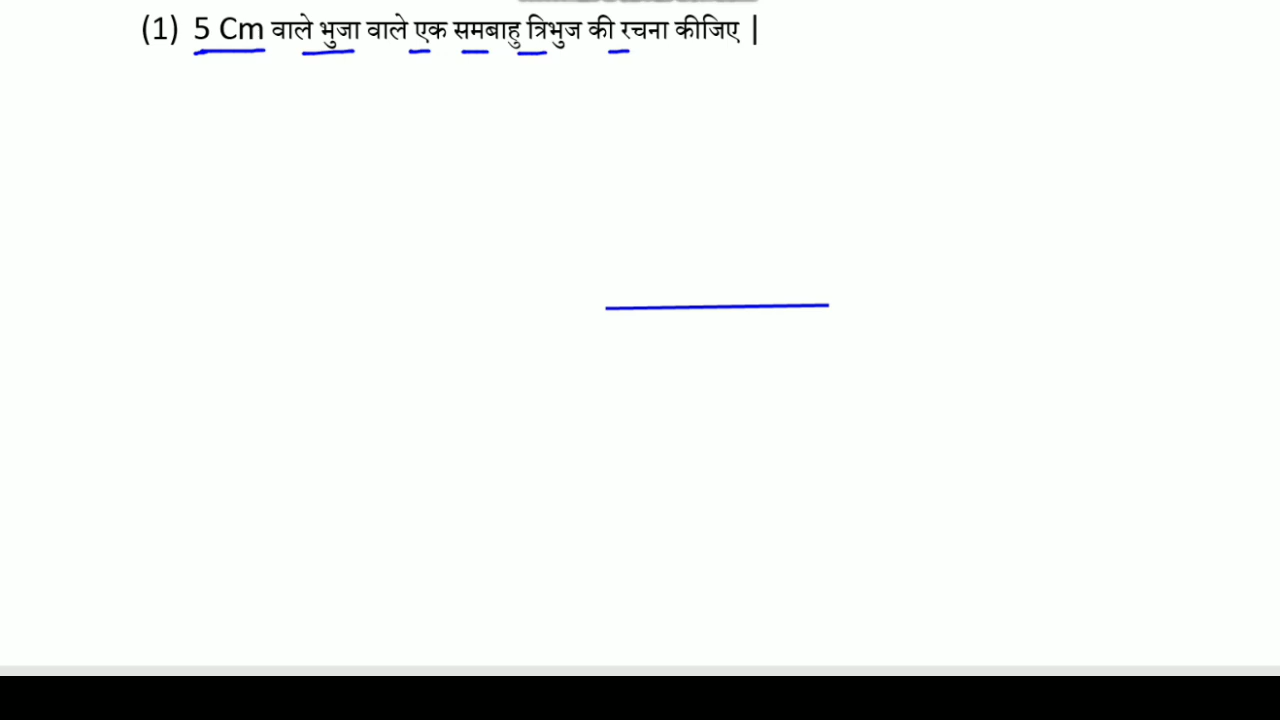 (1) 5 Cm वाले भुजा वाले एक समबाहु त्रिभुज की रचना कीजिए |